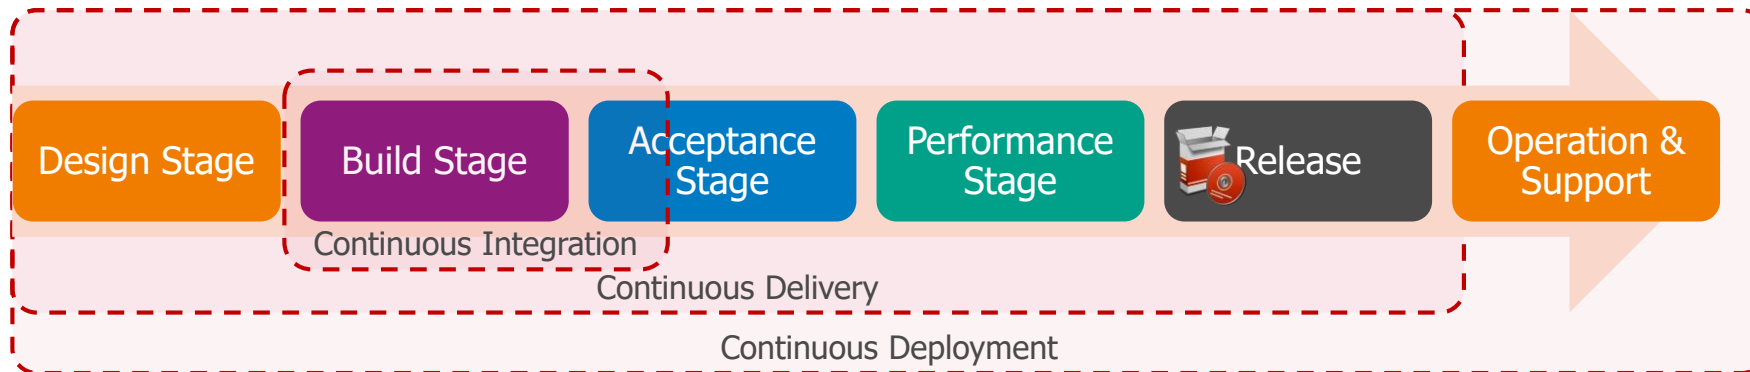 Design Stage
Build Stage
Acceptance
Stage
Performance
Stage
Release
Operation &
Support
Continuous Integration
Continuous Delivery
Continuous Deployment